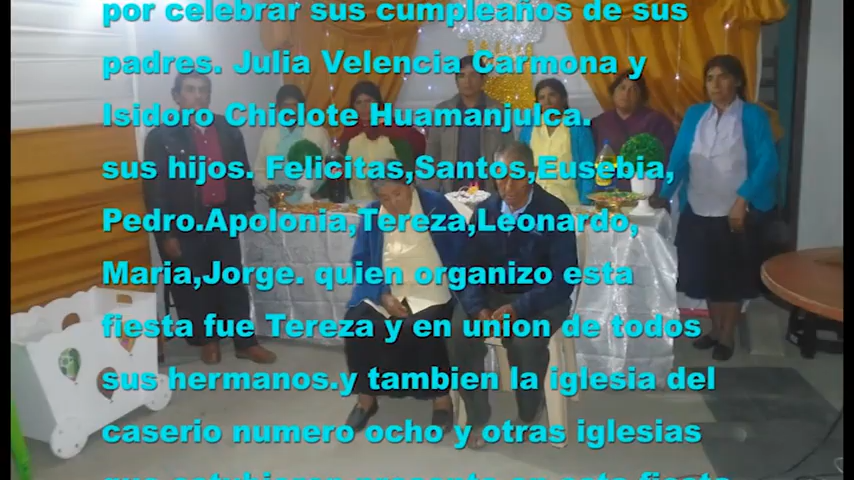 por celebrar sus cumpleaños de sus
padres. Julia Velencia Carmona y
Isidoro Chiclote Huamanjulca.
sus hijos. Felicitas,Santos,Eusebia,
Pedro.Apolonia,Tereza,Leonardo,
Maria,Jorge. quien organizo esta
fiesta fue Tereza y en union de todos
sus hermanos.y tambien la iglesia del
caserio numero ocho y otras iglesias